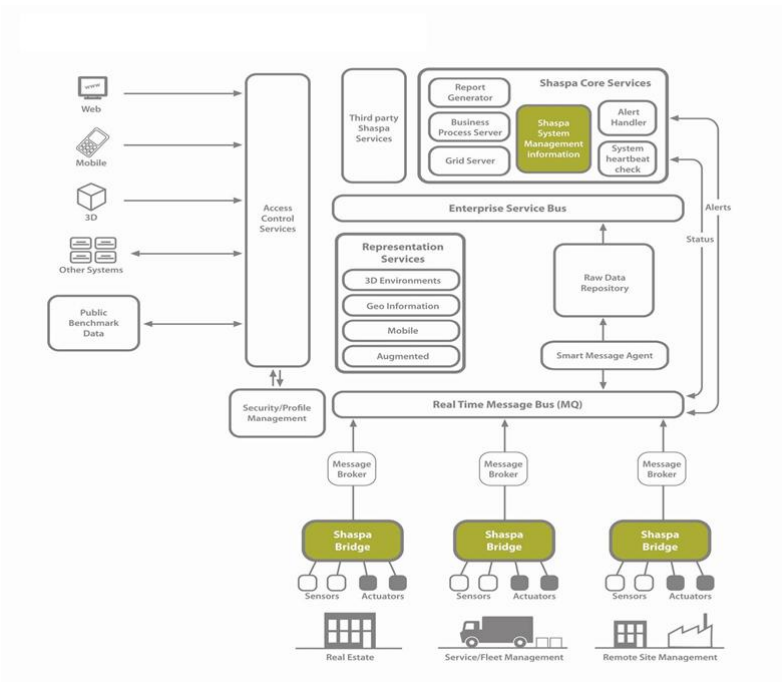 www
Web
Mobile
3D
Other Systems
Public
Benchmark
Data
Access
Control
Services
Security/Profile
Management
Third party
Shaspa
Services
Shaspa Core Services
Report
Generator
Business
Process Server
Grid Server
Shaspa
System
Management
information
Alert
Handler
System
heartbeat
check
Enterprise Service Bus
Alerts
Status
Representation
Services
3D Environments
Geo Information
Mobile
Augmented
Raw Data
Repository
Smart Message Agent
Real Time Message Bus (MQ)
Message
Broker
Message
Broker
Message
Broker
Shaspa
Bridge
Shaspa
Bridge
Shaspa
Bridge
Sensors Actuators
Sensors Actuators
Sensors Actuators
Real Estate
Service/Fleet Management
Remote Site Management